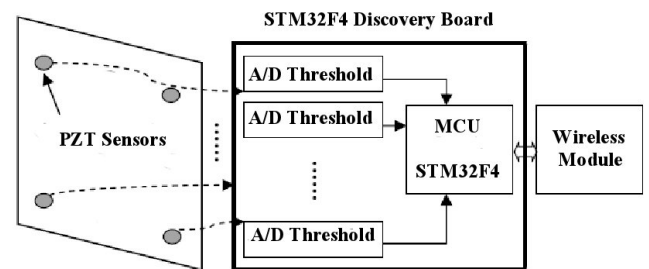 STM32F4 Discovery Board
A/D Threshold
A/D Threshold
MCU
STM32F4
Wireless
Module
PZT Sensors
A/D Threshold